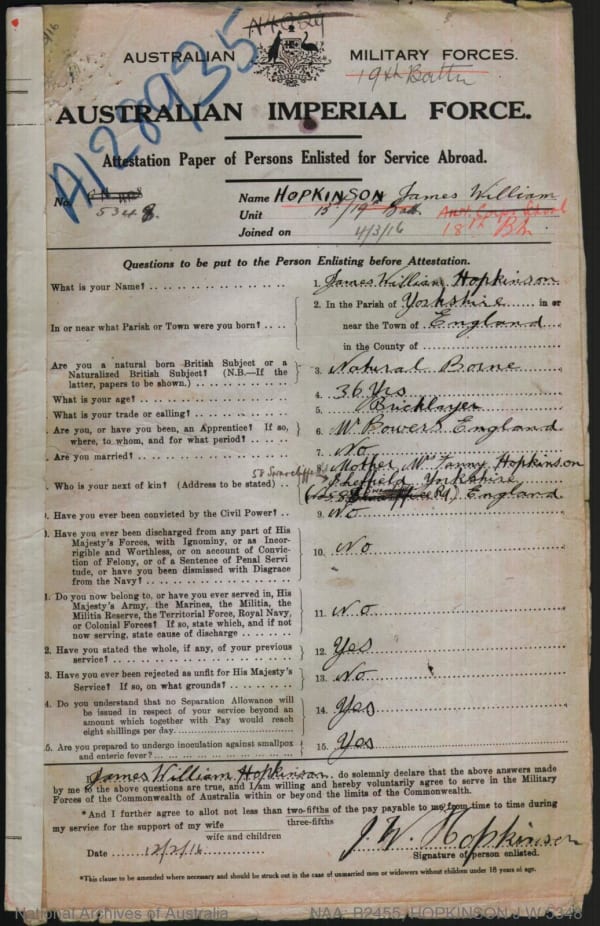 A128935
AUSTRALIAN MILITARY FORCES.
19th Battn
AUSTRALIAN IMPERIAL FORCE.
Attestation Paper of Persons Enlisted for Service Abroad.
No. 5348
Name HOPKINSON James William
Unit 15th/19th Batt
18th Bn
Joined on 4/3/16
Questions to be put to the Person Enlisting before Attestation.
What is your Name? 1. James William Hopkinson
In or near what Parish or Town were you born? 2. In the Parish of Yorkshire in or
near the Town of England
in the County of
Are you a natural born British Subject or a
Naturalized British Subject? (N.B.—If the
latter, papers to be shown.) 3. Natural Borne
What is your age? 4. 36 Yrs
What is your trade or calling? 5. Bricklayer
Are you, or have you been, an Apprentice? If so,
where, to whom, and for what period? 6. Mr Bowers England
Are you married? 7. No
Who is your next of kin? (Address to be stated) 8. Mother Mrs Fanny Hopkinson
Sheffield Yorkshire
England
Have you ever been convicted by the Civil Power? 9. No
Have you ever been discharged from any part of His
Majesty's Forces, with Ignominy, or as Incor-
rigible and Worthless, or on account of Convic-
tion of Felony, or of a Sentence of Penal Servi
tude, or have you been dismissed with Disgrace
from the Navy? 10. No
1. Do you now belong to, or have you ever served in, His
Majesty's Army, the Marines, the Militia, the
Militia Reserve, the Territorial Force, Royal Navy,
or Colonial Forces? If so, state which, and if not
now serving, state cause of discharge 11. No
2. Have you stated the whole, if any, of your previous
service? 12. Yes
3. Have you ever been rejected as unfit for His Majesty's
Service? If so, on what grounds? 13. No
4. Do you understand that no Separation Allowance will
be issued in respect of your service beyond an
amount which together with Pay would reach
eight shillings per day. 14. Yes
5. Are you prepared to undergo inoculation against smallpox
and enteric fever? 15. Yes
I, James William Hopkinson, do solemnly declare that the above answers made
by me to the above questions are true, and I am willing and hereby voluntarily agree to serve in the Military
Forces of the Commonwealth of Australia within or beyond the limits of the Commonwealth.
*And I further agree to allot not less than two-fifths of the pay payable to me from time to time during
three-fifths
my service for the support of my wife
wife and children
Date 12/2/16 J. W. Hopkinson
Signature of person enlisted.
*This clause to be amended where necessary and should be struck out in the case of unmarried men or widowers without children under 18 years of age.
National Archives of Australia NAA: B2455, HOPKINSON J W 5348